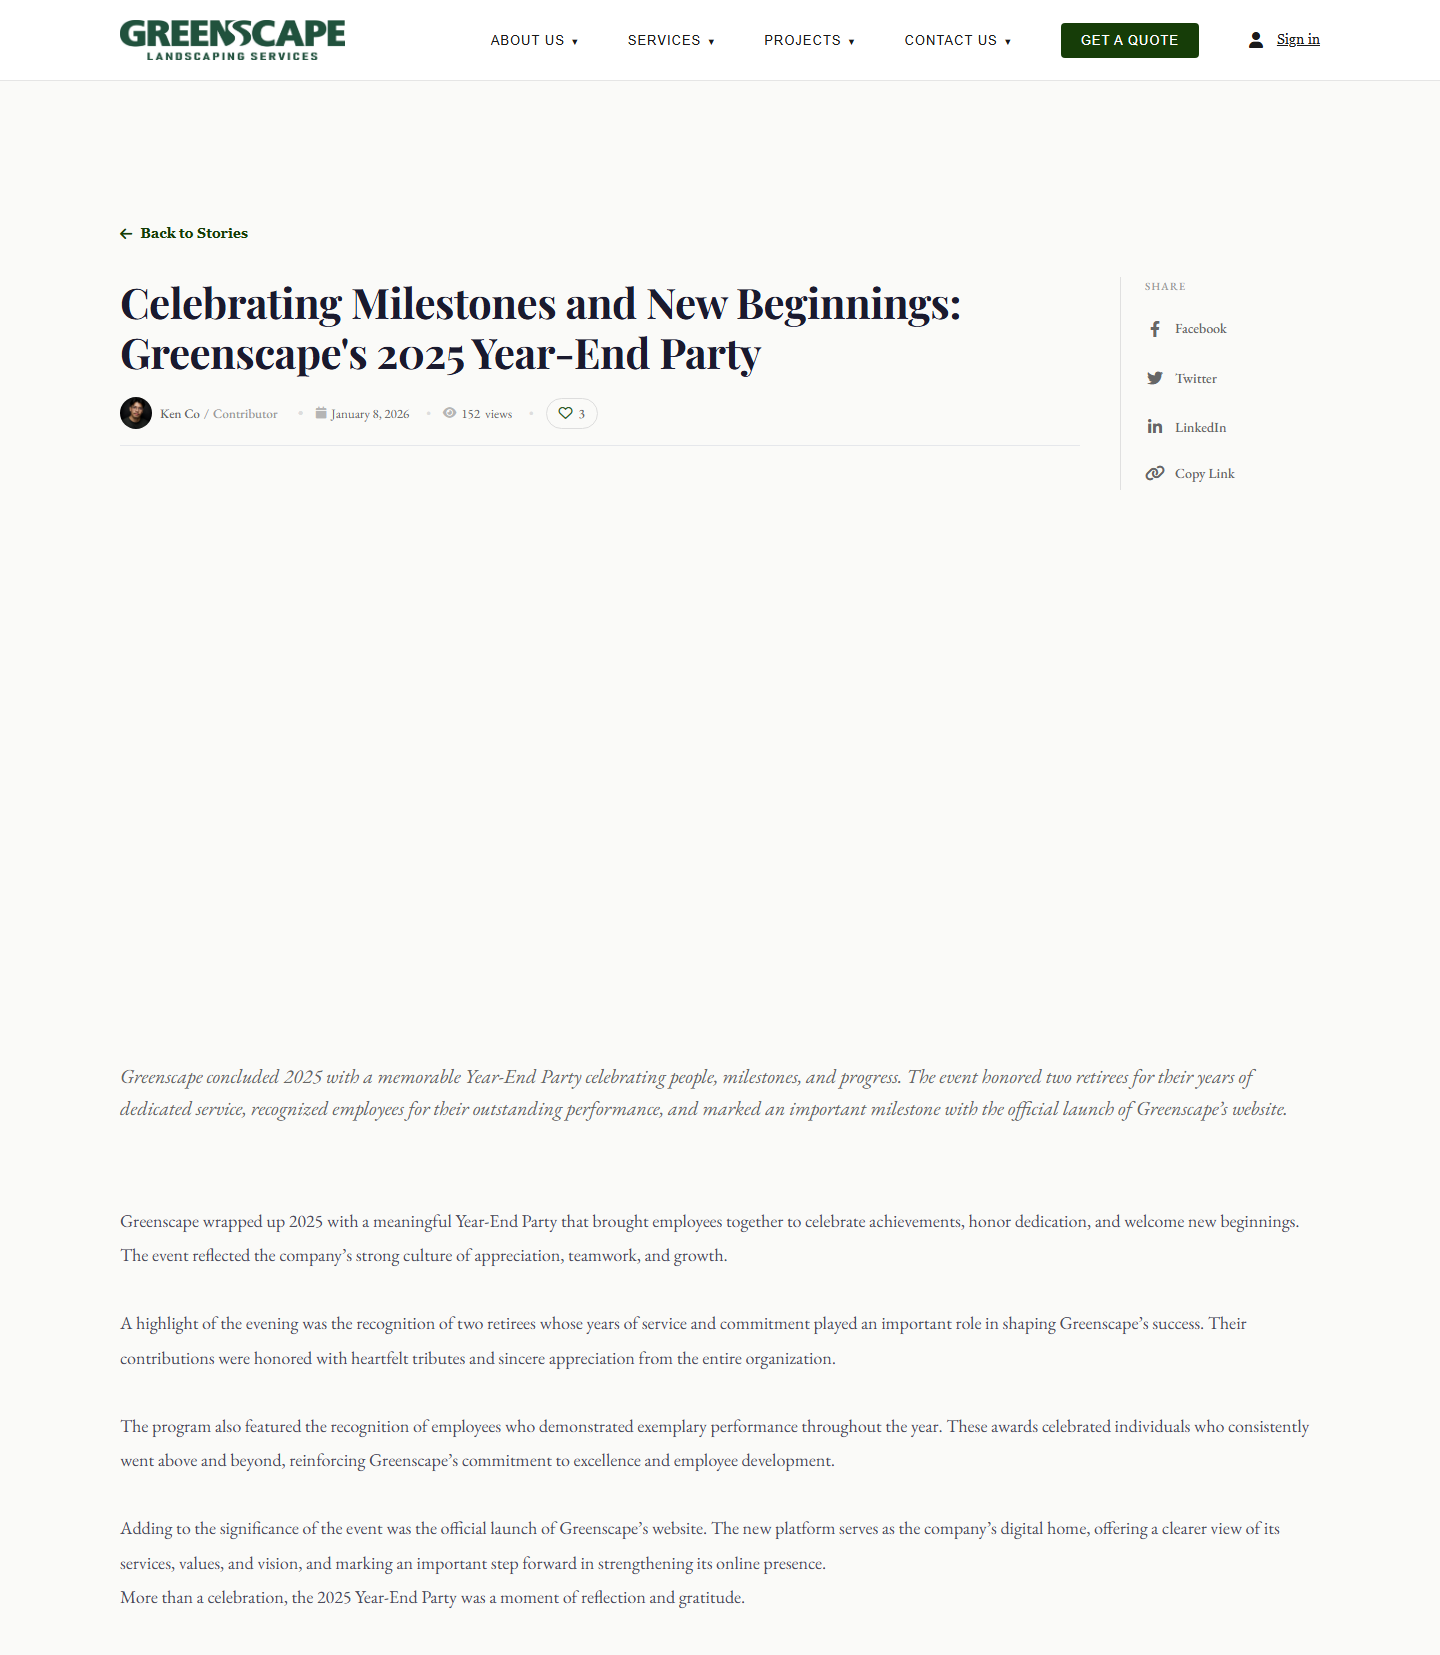 GREENSCAPE
LANDSCAPING SERVICES
ABOUT US ▾
SERVICES ▾
PROJECTS ▾
CONTACT US ▾
GET A QUOTE
Sign in
← Back to Stories
Celebrating Milestones and New Beginnings:
Greenscape's 2025 Year-End Party
Ken Co / Contributor • January 8, 2026 • 152 views • 3
SHARE
Facebook
Twitter
LinkedIn
Copy Link
Greenscape concluded 2025 with a memorable Year-End Party celebrating people, milestones, and progress. The event honored two retirees for their years of
dedicated service, recognized employees for their outstanding performance, and marked an important milestone with the official launch of Greenscape’s website.
Greenscape wrapped up 2025 with a meaningful Year-End Party that brought employees together to celebrate achievements, honor dedication, and welcome new beginnings.
The event reflected the company’s strong culture of appreciation, teamwork, and growth.
A highlight of the evening was the recognition of two retirees whose years of service and commitment played an important role in shaping Greenscape’s success. Their
contributions were honored with heartfelt tributes and sincere appreciation from the entire organization.
The program also featured the recognition of employees who demonstrated exemplary performance throughout the year. These awards celebrated individuals who consistently
went above and beyond, reinforcing Greenscape’s commitment to excellence and employee development.
Adding to the significance of the event was the official launch of Greenscape’s website. The new platform serves as the company’s digital home, offering a clearer view of its
services, values, and vision, and marking an important step forward in strengthening its online presence.
More than a celebration, the 2025 Year-End Party was a moment of reflection and gratitude.